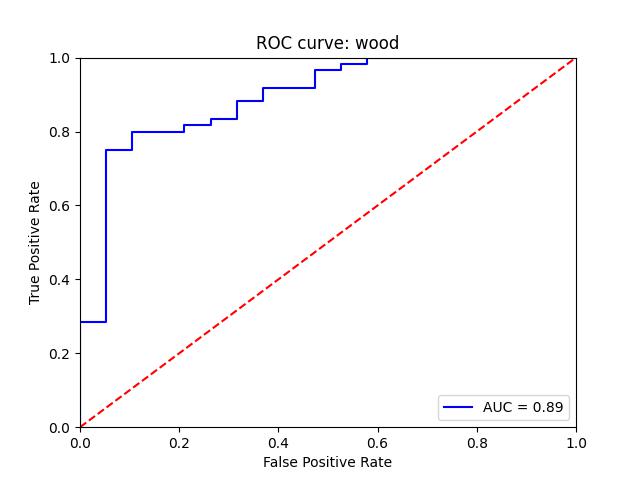 ROC curve: wood
True Positive Rate
1.0
0.8
0.6
0.4
0.2
0.0
AUC = 0.89
0.0 0.2 0.4 0.6 0.8 1.0
False Positive Rate